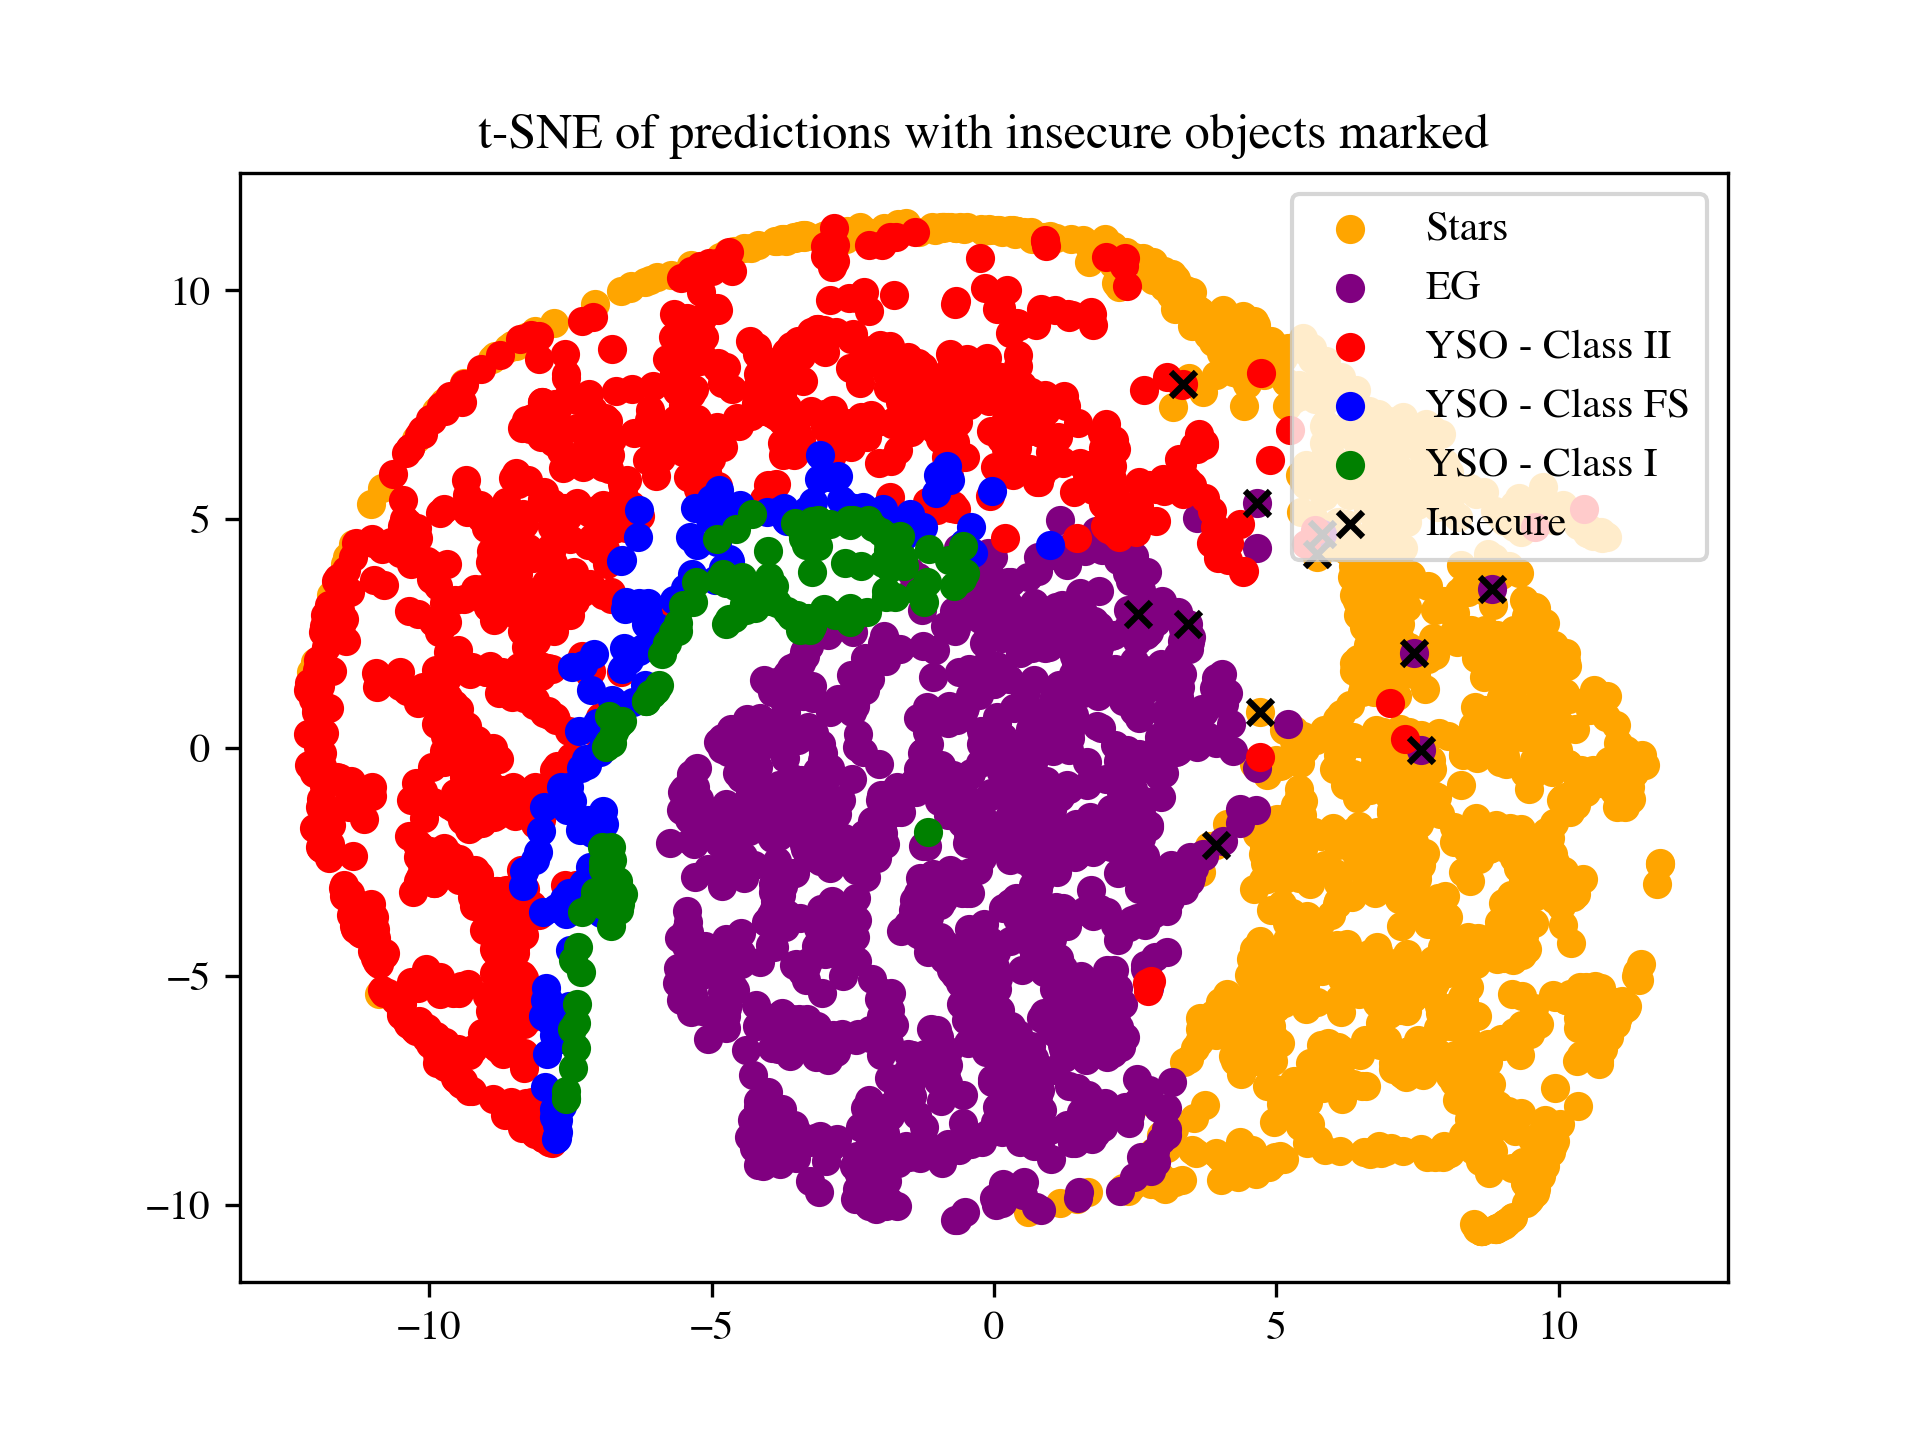 t-SNE of predictions with insecure objects marked
Stars
EG
YSO - Class II
YSO - Class FS
YSO - Class I
Insecure
10
5
0
−5
−10
−10
−5
0
5
10